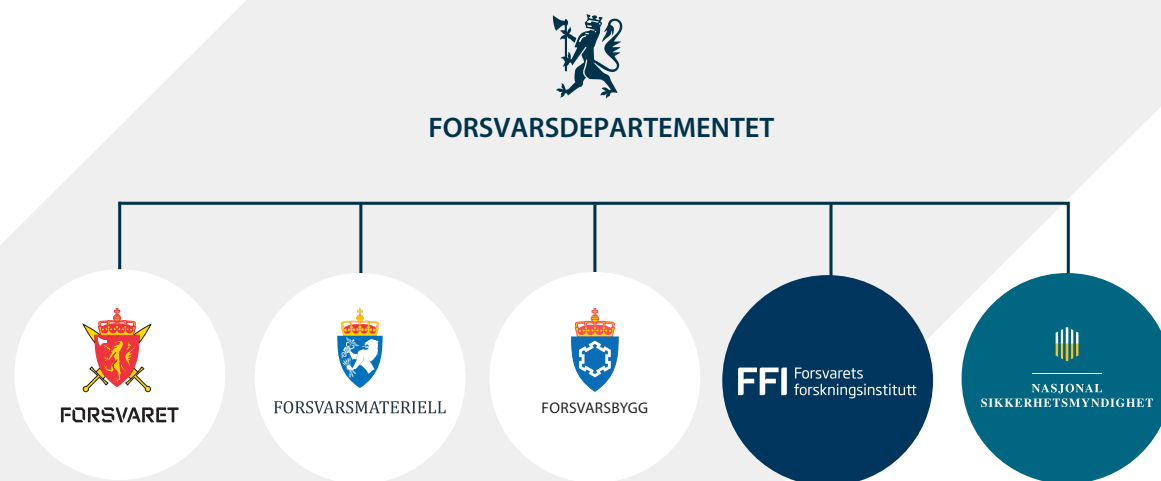 FORSVARSDEPARTEMENTET
FORSVARET
FORSVARSMATERIELL
FORSVARSBYGG
FFI Forsvarets
forskningsinstitutt
NASJONAL
SIKKERHETSMYNDIGHET